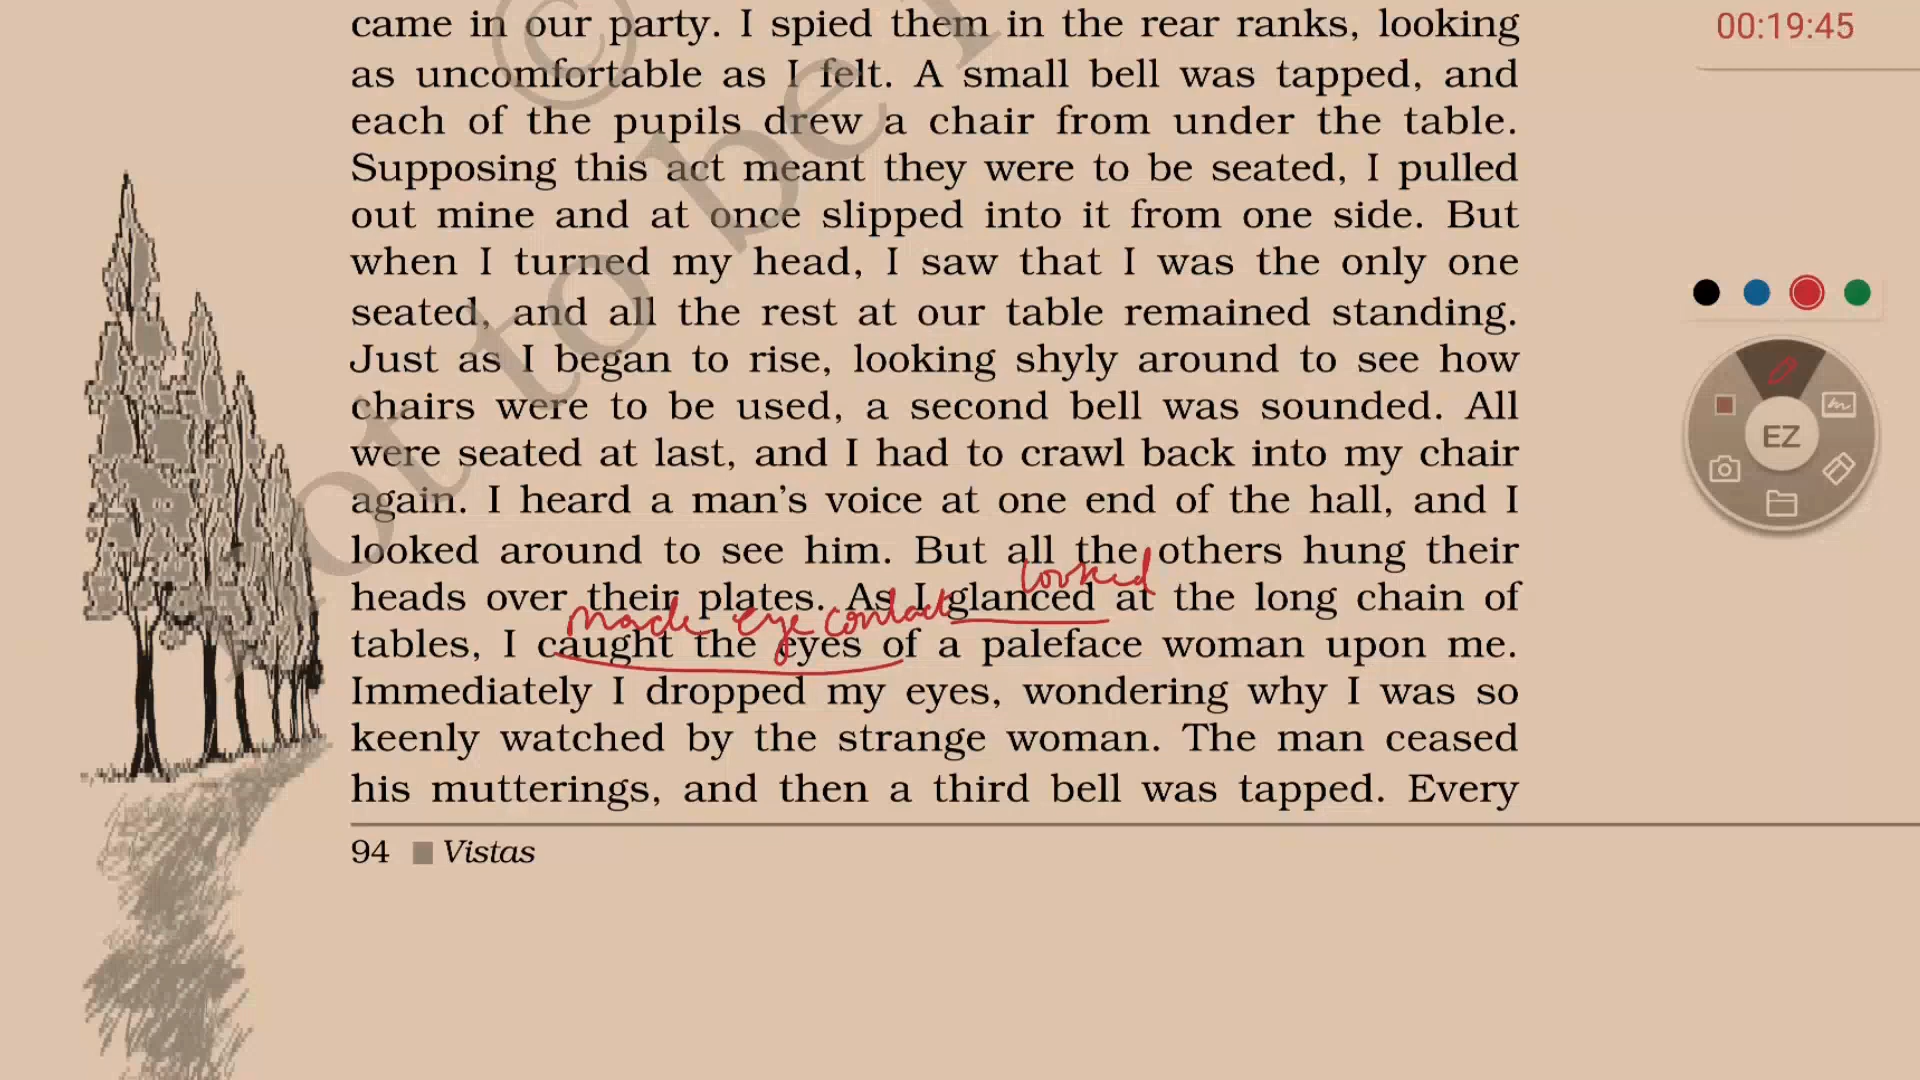 came in our party. I spied them in the rear ranks, looking
00:19:45
as uncomfortable as I felt. A small bell was tapped, and
each of the pupils drew a chair from under the table.
Supposing this act meant they were to be seated, I pulled
out mine and at once slipped into it from one side. But
when I turned my head, I saw that I was the only one
seated, and all the rest at our table remained standing.
Just as I began to rise, looking shyly around to see how
chairs were to be used, a second bell was sounded. All
EZ
were seated at last, and I had to crawl back into my chair
again. I heard a man's voice at one end of the hall, and I
looked around to see him. But all the others hung their
looked
heads over their plates. As I glanced at the long chain of
made eye contact
tables, I caught the eyes of a paleface woman upon me.
Immediately I dropped my eyes, wondering why I was so
keenly watched by the strange woman. The man ceased
his mutterings, and then a third bell was tapped. Every
94 Vistas
© not to be